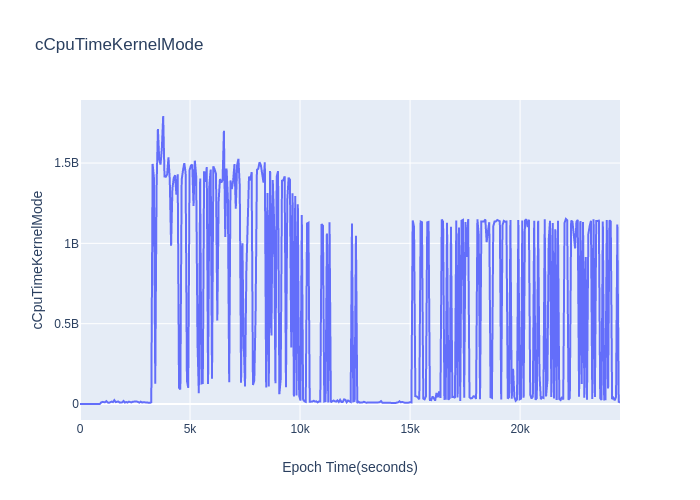 cCpuTimeKernelMode
1.5B
1B
0.5B
0
cCpuTimeKernelMode
0
5k
10k
15k
20k
Epoch Time(seconds)